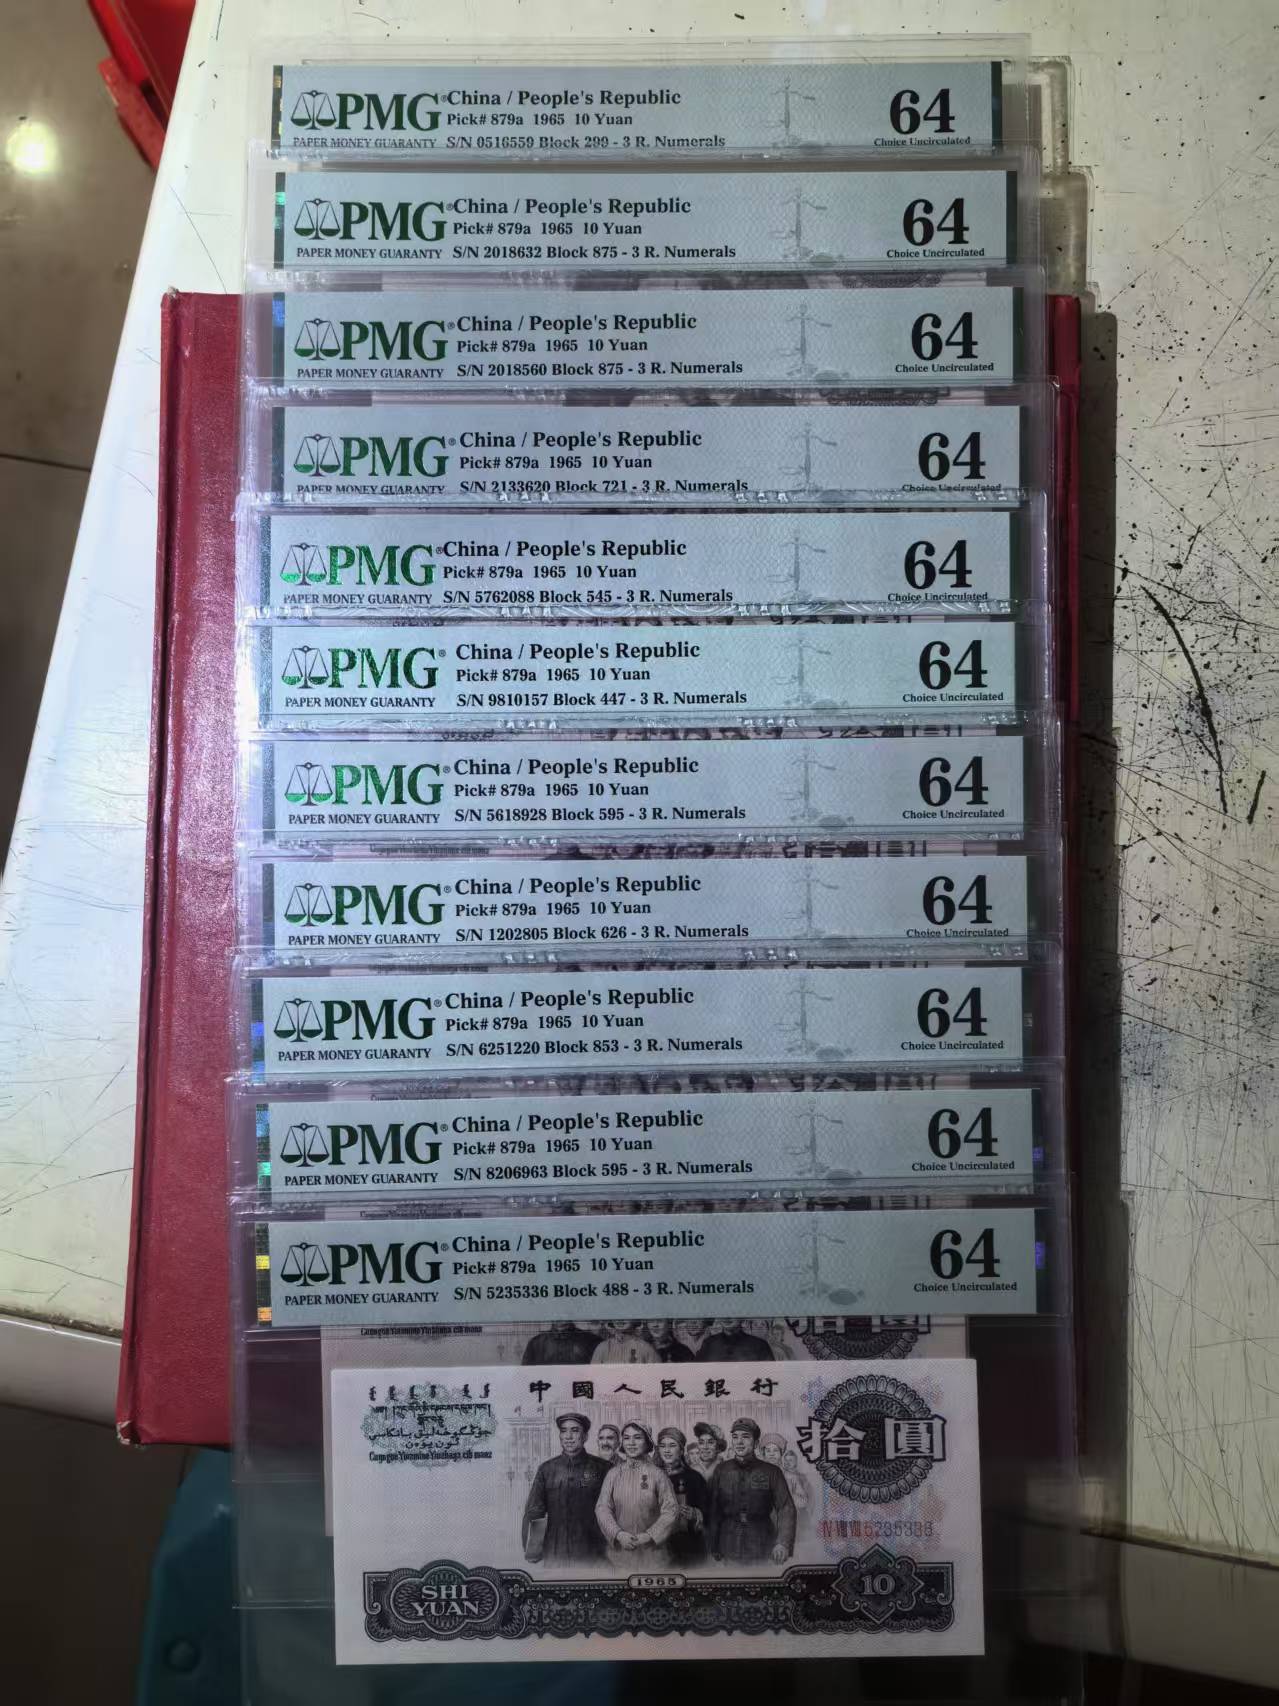 PMG® China / People's Republic 64
Pick# 879a 1965 10 Yuan
PAPER MONEY GUARANTY S/N 0516559 Block 299 - 3 R. Numerals Choice Uncirculated
PMG® China / People's Republic 64
Pick# 879a 1965 10 Yuan
PAPER MONEY GUARANTY S/N 2018632 Block 875 - 3 R. Numerals Choice Uncirculated
PMG® China / People's Republic 64
Pick# 879a 1965 10 Yuan
PAPER MONEY GUARANTY S/N 2018560 Block 875 - 3 R. Numerals Choice Uncirculated
PMG® China / People's Republic 64
Pick# 879a 1965 10 Yuan
PAPER MONEY GUARANTY S/N 2133620 Block 721 - 3 R. Numerals Choice Uncirculated
PMG® China / People's Republic 64
Pick# 879a 1965 10 Yuan
PAPER MONEY GUARANTY S/N 5762088 Block 545 - 3 R. Numerals Choice Uncirculated
PMG® China / People's Republic 64
Pick# 879a 1965 10 Yuan
PAPER MONEY GUARANTY S/N 9810157 Block 447 - 3 R. Numerals Choice Uncirculated
PMG® China / People's Republic 64
Pick# 879a 1965 10 Yuan
PAPER MONEY GUARANTY S/N 5618928 Block 595 - 3 R. Numerals Choice Uncirculated
PMG® China / People's Republic 64
Pick# 879a 1965 10 Yuan
PAPER MONEY GUARANTY S/N 1202805 Block 626 - 3 R. Numerals Choice Uncirculated
PMG® China / People's Republic 64
Pick# 879a 1965 10 Yuan
PAPER MONEY GUARANTY S/N 6251220 Block 853 - 3 R. Numerals Choice Uncirculated
PMG® China / People's Republic 64
Pick# 879a 1965 10 Yuan
PAPER MONEY GUARANTY S/N 8206963 Block 595 - 3 R. Numerals Choice Uncirculated
PMG® China / People's Republic 64
Pick# 879a 1965 10 Yuan
PAPER MONEY GUARANTY S/N 5235336 Block 488 - 3 R. Numerals Choice Uncirculated
中國人民銀行
拾圓
IV VIII VIII 5235336
1965
SHI YUAN 10